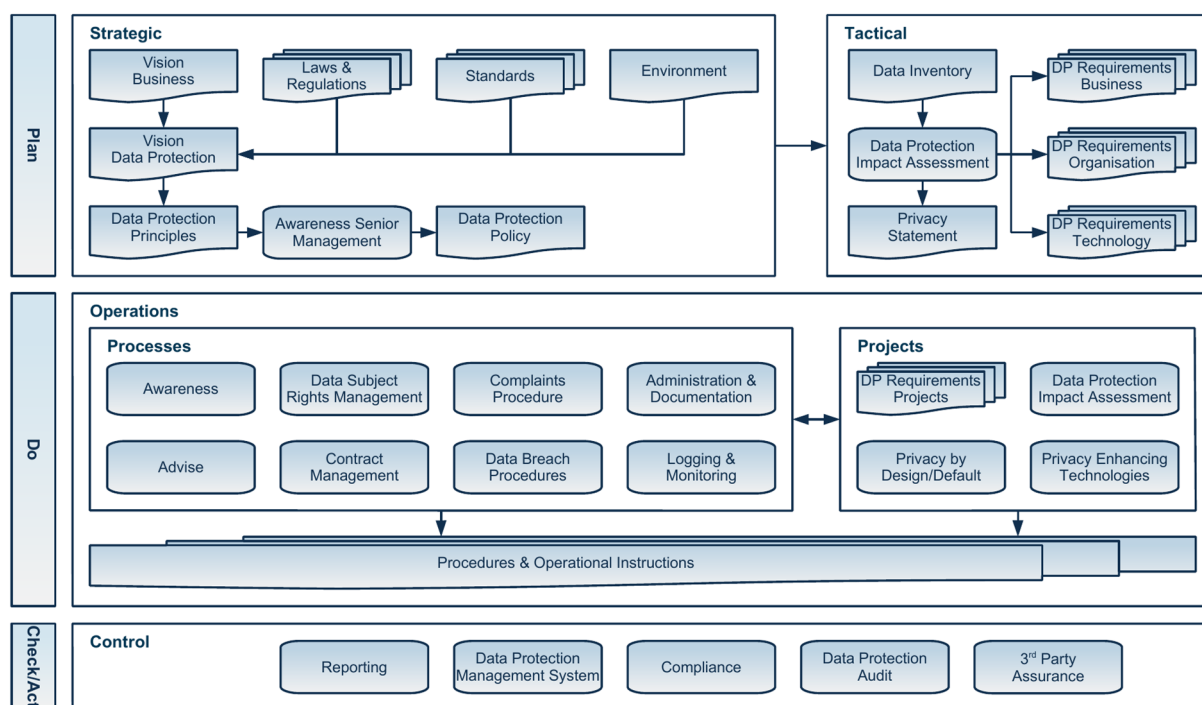 Plan
Strategic
Vision
Business
Laws &
Regulations
Standards
Environment
Vision
Data Protection
Data Protection
Principles
Awareness Senior
Management
Data Protection
Policy
Tactical
Data Inventory
Data Protection
Impact Assessment
Privacy
Statement
DP Requirements
Business
DP Requirements
Organisation
DP Requirements
Technology
Do
Operations
Processes
Awareness
Data Subject
Rights Management
Complaints
Procedure
Administration &
Documentation
Advise
Contract
Management
Data Breach
Procedures
Logging &
Monitoring
Projects
DP Requirements
Projects
Data Protection
Impact Assessment
Privacy by
Design/Default
Privacy Enhancing
Technologies
Procedures & Operational Instructions
Check/Act
Control
Reporting
Data Protection
Management System
Compliance
Data Protection
Audit
3rd Party
Assurance